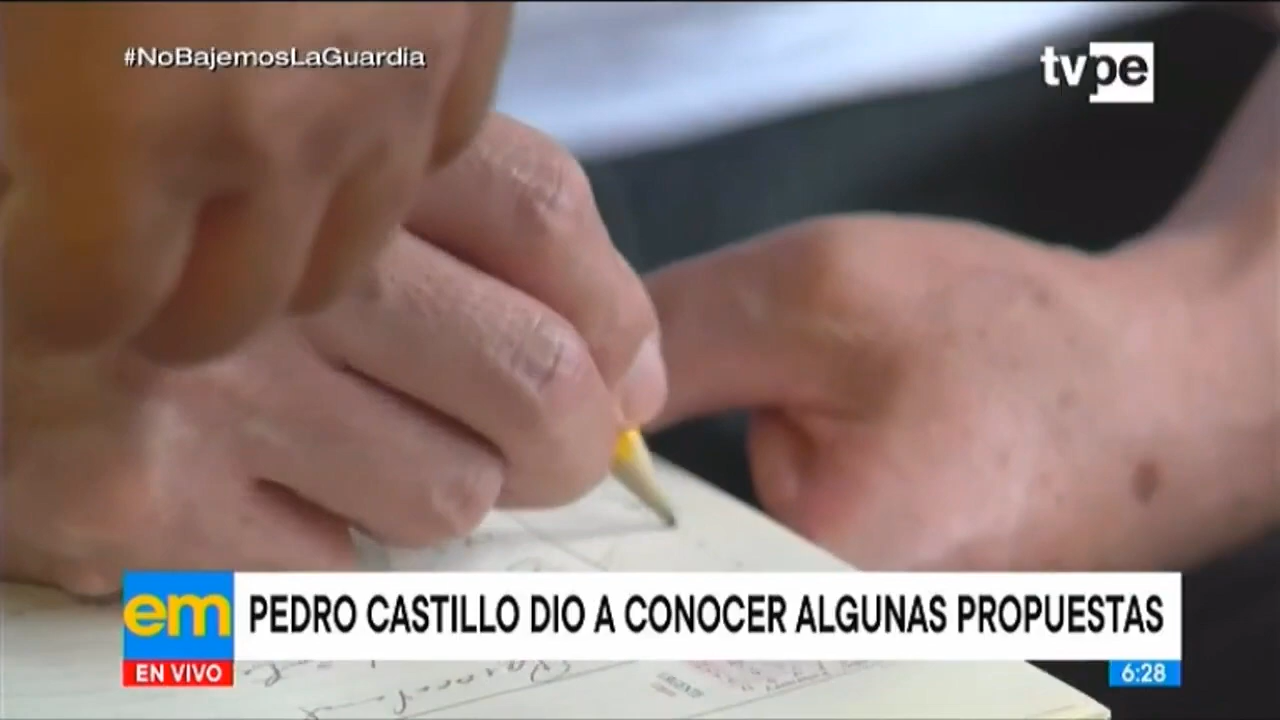 #NoBajemosLaGuardia
tvpe
em
PEDRO CASTILLO DIO A CONOCER ALGUNAS PROPUESTAS
EN VIVO
6:28